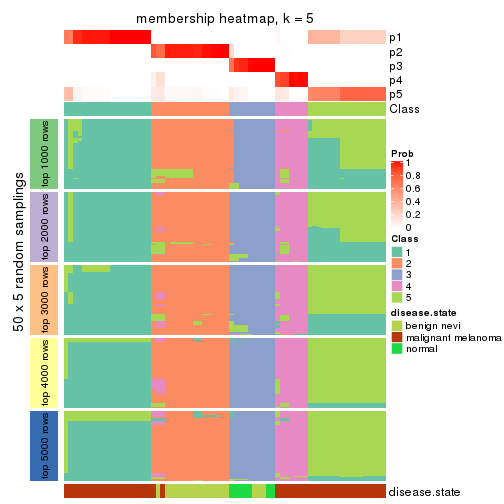 membership heatmap, k = 5
p1
p2
p3
p4
p5
Class
50 x 5 random samplings
top 1000 rows
top 2000 rows
top 3000 rows
top 4000 rows
top 5000 rows
Prob
1
0.8
0.6
0.4
0.2
0
Class
1
2
3
4
5
disease.state
benign nevi
malignant melanoma
normal
disease.state